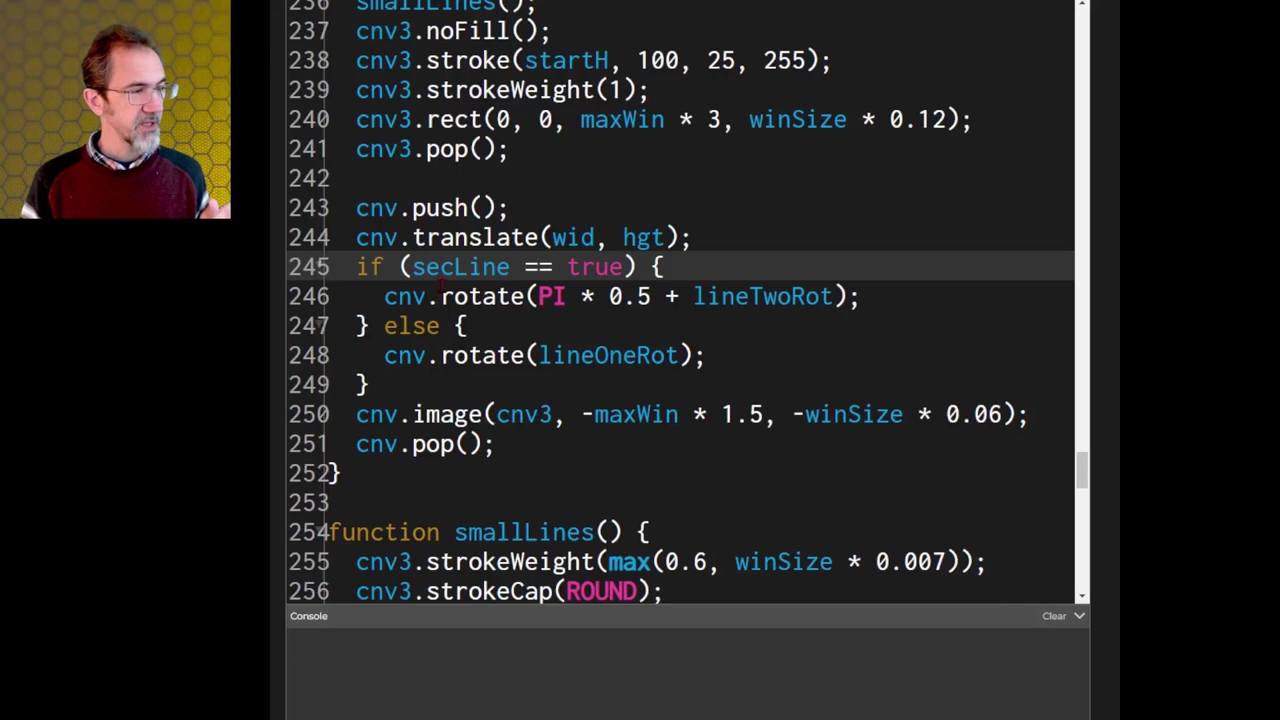 236 smallLines();
237 cnv3.noFill();
238 cnv3.stroke(startH, 100, 25, 255);
239 cnv3.strokeWeight(1);
240 cnv3.rect(0, 0, maxWin * 3, winSize * 0.12);
241 cnv3.pop();
242
243 cnv.push();
244 cnv.translate(wid, hgt);
245 if (secLine == true) {
246 cnv.rotate(PI * 0.5 + lineTwoRot);
247 } else {
248 cnv.rotate(lineOneRot);
249 }
250 cnv.image(cnv3, -maxWin * 1.5, -winSize * 0.06);
251 cnv.pop();
252 }
253
254 function smallLines() {
255 cnv3.strokeWeight(max(0.6, winSize * 0.007));
256 cnv3.strokeCap(ROUND);
Console Clear